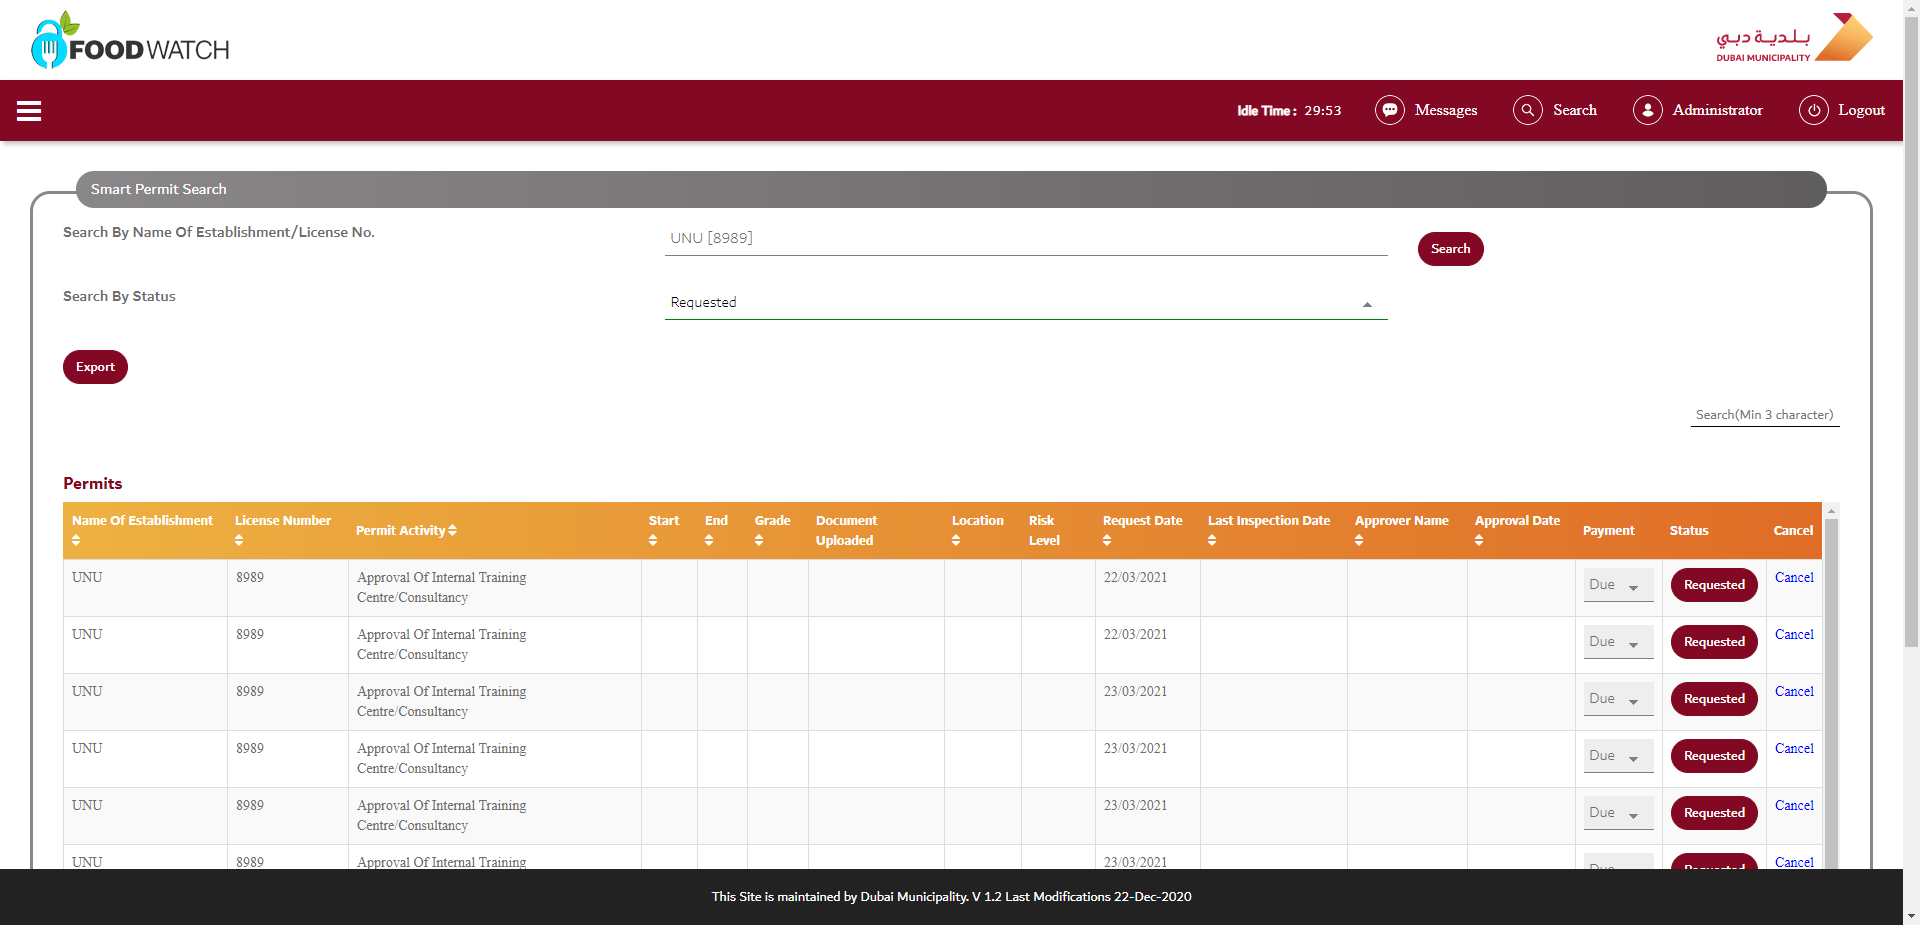 FOODWATCH
بلدية دبي
DUBAI MUNICIPALITY
Idle Time : 29:53
Messages
Search
Administrator
Logout
Smart Permit Search
Search By Name Of Establishment/License No.
UNU [8989]
Search
Search By Status
Requested
Export
Search(Min 3 character)
Permits
Name Of Establishment License Number Permit Activity Start End Grade Document Uploaded Location Risk Level Request Date Last Inspection Date Approver Name Approval Date Payment Status Cancel
UNU 8989 Approval Of Internal Training Centre/Consultancy 22/03/2021 Due Requested Cancel
UNU 8989 Approval Of Internal Training Centre/Consultancy 22/03/2021 Due Requested Cancel
UNU 8989 Approval Of Internal Training Centre/Consultancy 23/03/2021 Due Requested Cancel
UNU 8989 Approval Of Internal Training Centre/Consultancy 23/03/2021 Due Requested Cancel
UNU 8989 Approval Of Internal Training Centre/Consultancy 23/03/2021 Due Requested Cancel
UNU 8989 Approval Of Internal Training 23/03/2021 Due Requested Cancel
This Site is maintained by Dubai Municipality. V 1.2 Last Modifications 22-Dec-2020